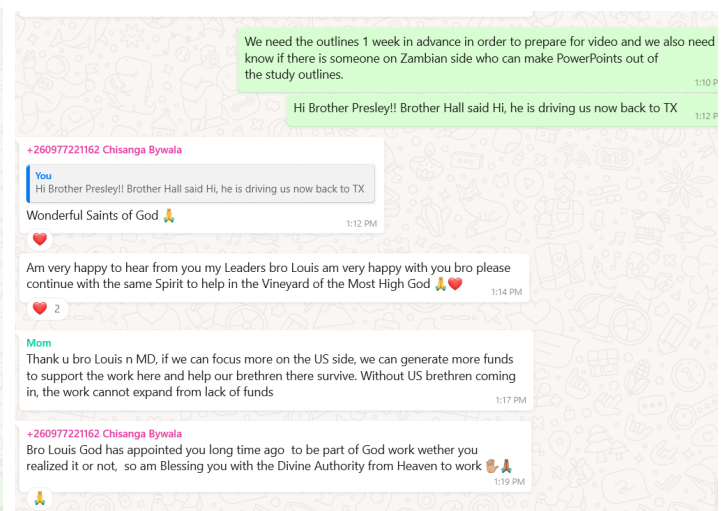 We need the outlines 1 week in advance in order to prepare for video and we also need
know if there is someone on Zambian side who can make PowerPoints out of
the study outlines.
1:10 P
Hi Brother Presley!! Brother Hall said Hi, he is driving us now back to TX
1:12 P
+260977221162 Chisanga Bywala
You
Hi Brother Presley!! Brother Hall said Hi, he is driving us now back to TX
Wonderful Saints of God 🙏
1:12 PM
❤️
Am very happy to hear from you my Leaders bro Louis am very happy with you bro please
continue with the same Spirit to help in the Vineyard of the Most High God 🙏❤️
1:14 PM
❤️ 2
Mom
Thank u bro Louis n MD, if we can focus more on the US side, we can generate more funds
to support the work here and help our brethren there survive. Without US brethren coming
in, the work cannot expand from lack of funds
1:17 PM
+260977221162 Chisanga Bywala
Bro Louis God has appointed you long time ago  to be part of God work wether you
realized it or not,  so am Blessing you with the Divine Authority from Heaven to work 🖐🏽🙏🏽
1:19 PM
🙏